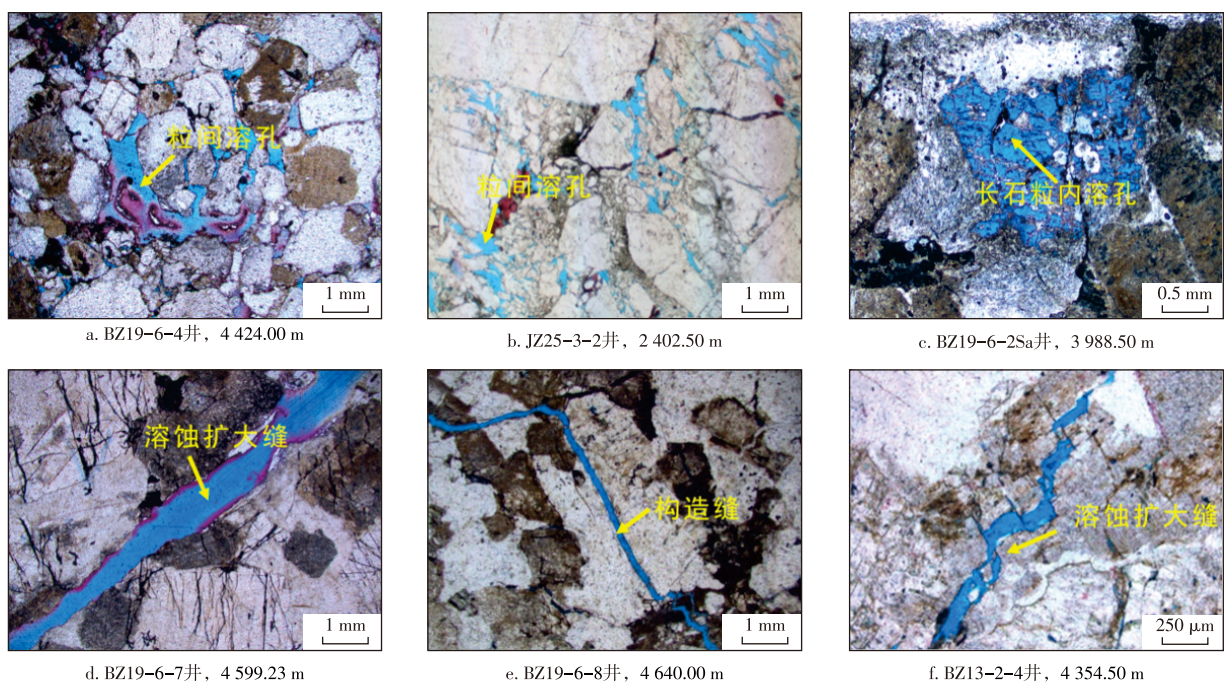 粒间溶孔
1 mm
a. BZ19-6-4井，4 424.00 m
粒间溶孔
1 mm
b. JZ25-3-2井，2 402.50 m
长石粒内溶孔
0.5 mm
c. BZ19-6-2Sa井，3 988.50 m
溶蚀扩大缝
1 mm
d. BZ19-6-7井，4 599.23 m
构造缝
1 mm
e. BZ19-6-8井，4 640.00 m
溶蚀扩大缝
250 μm
f. BZ13-2-4井，4 354.50 m